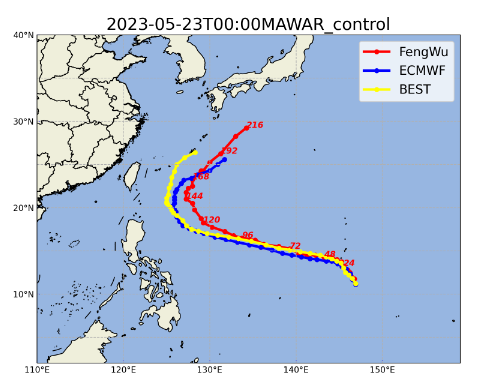 2023-05-23T00:00MAWAR_control
40°N
30°N
20°N
10°N
110°E
120°E
130°E
140°E
150°E
FengWu
ECMWF
BEST
216
192
168
144
120
96
72
48
24